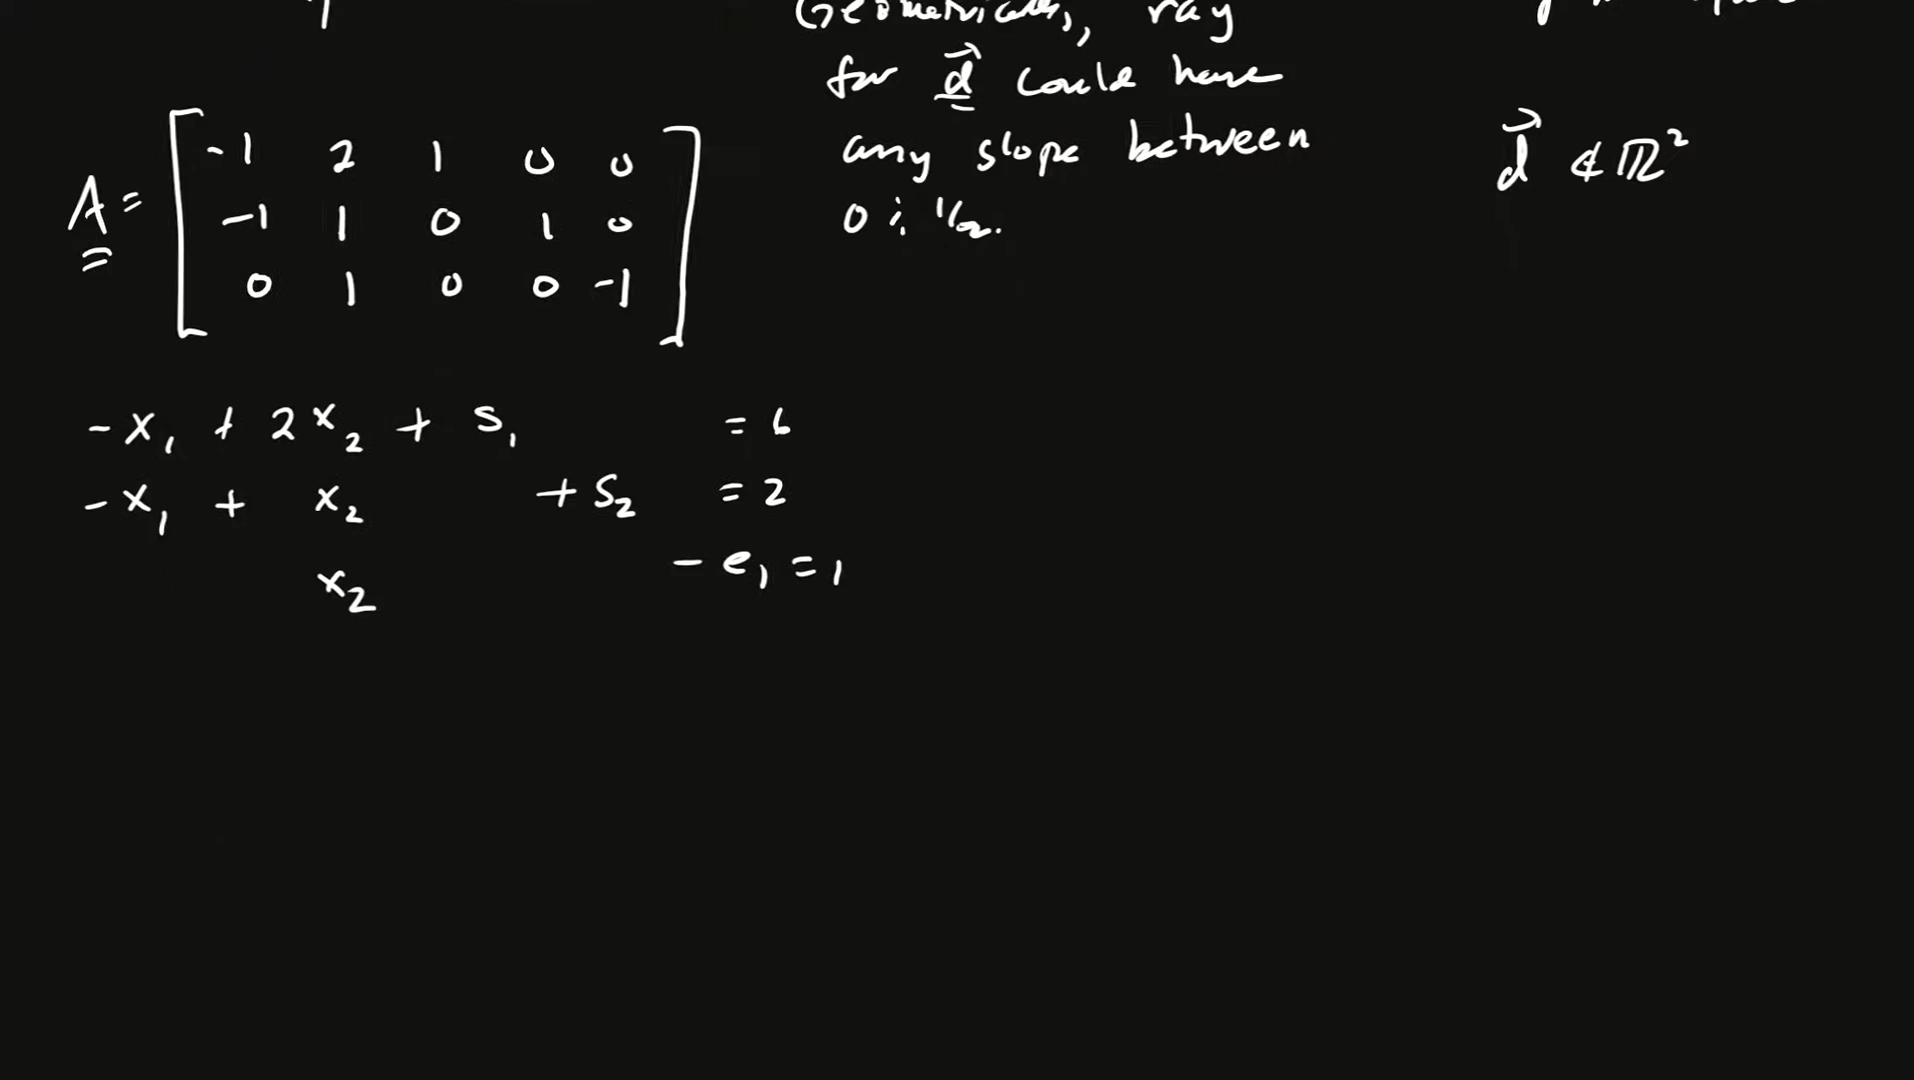 Geometrically, ray
for d⃗ could have
any slope between
0 ; 1/2.
d⃗ ∉ ℝ²
A = [ -1 2 1 0 0
-1 1 0 1 0
0 1 0 0 -1 ]
-x₁ + 2x₂ + s₁ = 6
-x₁ + x₂ + s₂ = 2
x₂ - e₁ = 1